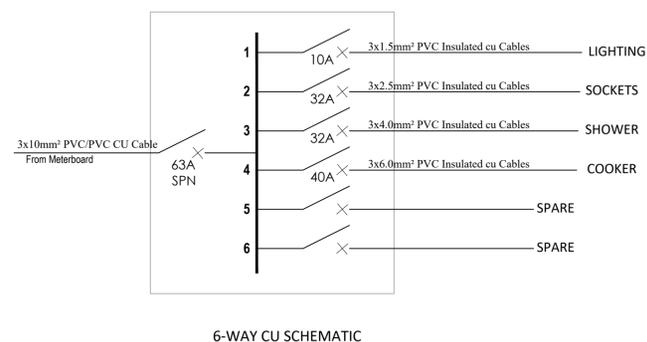 1
10A
3x1.5mm² PVC Insulated cu Cables
LIGHTING
2
32A
3x2.5mm² PVC Insulated cu Cables
SOCKETS
3
32A
3x4.0mm² PVC Insulated cu Cables
SHOWER
3x10mm² PVC/PVC CU Cable
From Meterboard
63A
SPN
4
40A
3x6.0mm² PVC Insulated cu Cables
COOKER
5
SPARE
6
SPARE
6-WAY CU SCHEMATIC